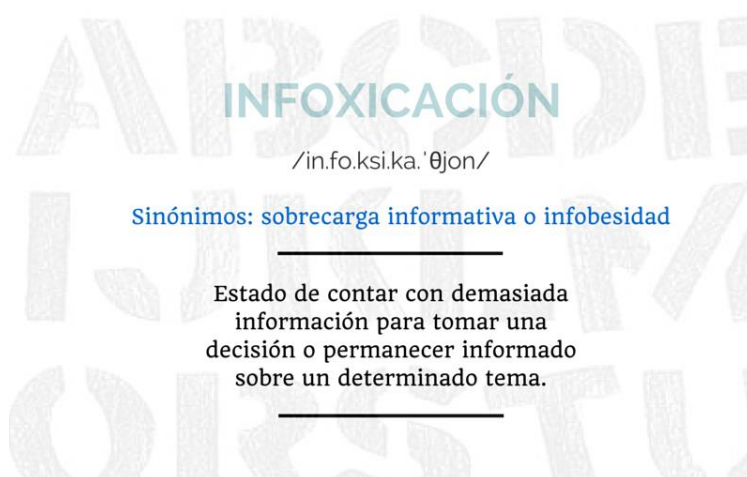 INFOXICACIÓN
/in.fo.ksi.ka.ˈθjon/
Sinónimos: sobrecarga informativa o infobesidad
Estado de contar con demasiada
información para tomar una
decisión o permanecer informado
sobre un determinado tema.
A B C D E
I J K L M
Q R S T U